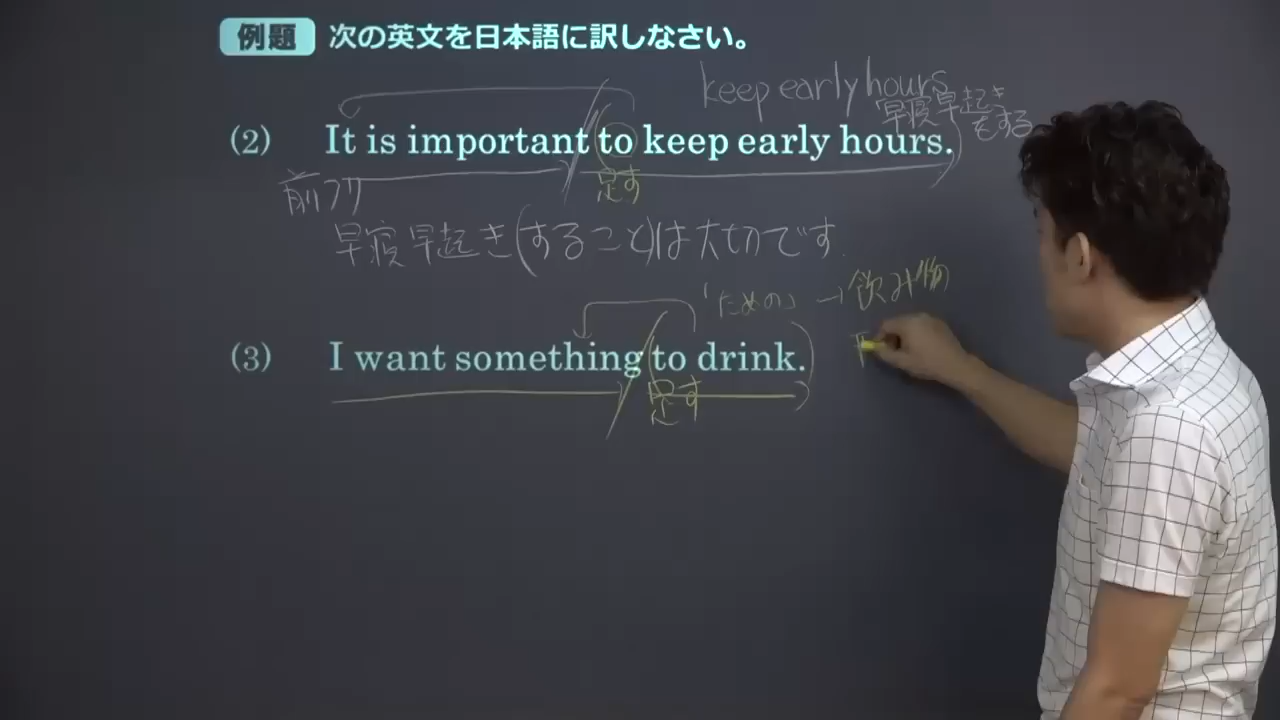 例題 次の英文を日本語に訳しなさい。
keep early hours
早寝早起き
をする
(2) It is important to keep early hours.
前フリ
足す
早寝早起き(すること)は大切です.
「ための」→飲み物
(3) I want something to drink.
足す